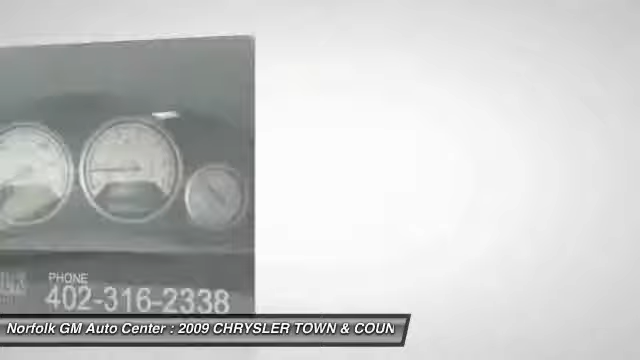 PHONE
402-316-2338
Norfolk GM Auto Center : 2009 CHRYSLER TOWN & COUN